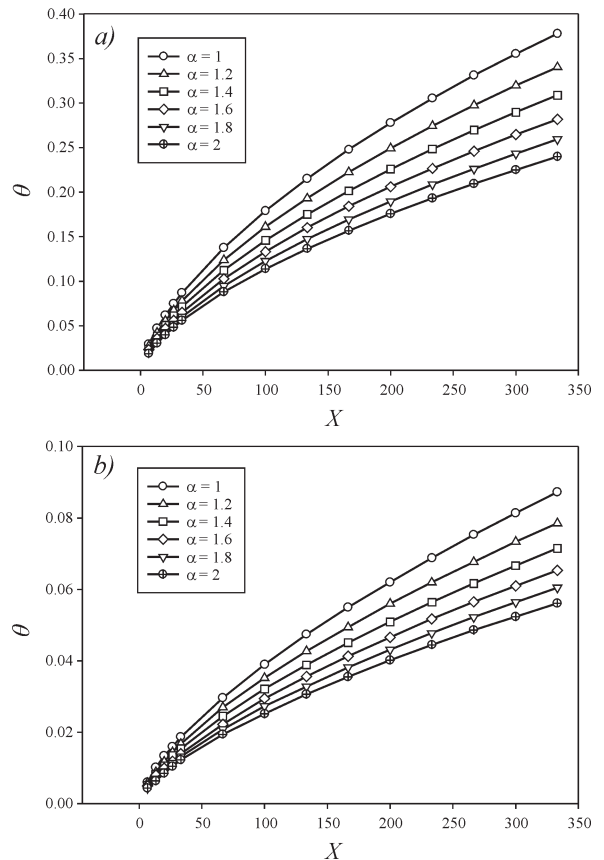 a)
0.40
0.35
0.30
0.25
0.20
0.15
0.10
0.05
0.00
θ
α = 1
α = 1.2
α = 1.4
α = 1.6
α = 1.8
α = 2
0 50 100 150 200 250 300 350
X
b)
0.10
0.08
0.06
0.04
0.02
0.00
θ
α = 1
α = 1.2
α = 1.4
α = 1.6
α = 1.8
α = 2
0 50 100 150 200 250 300 350
X